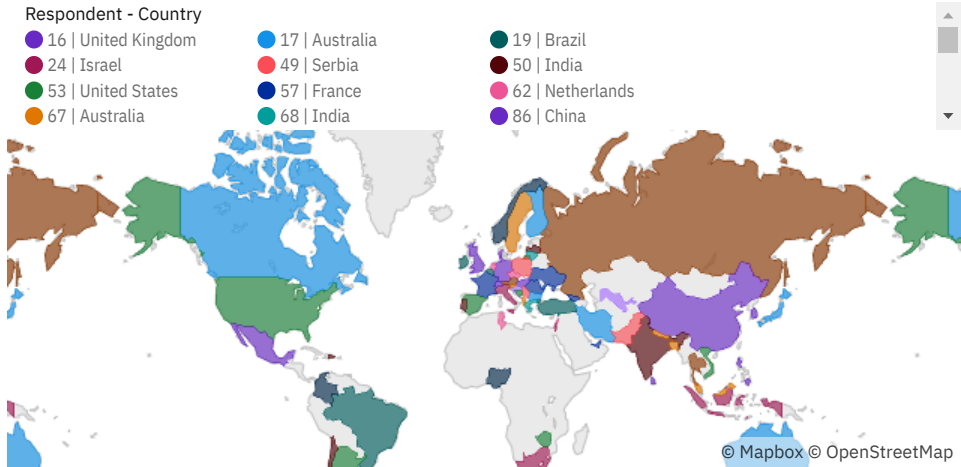 Respondent - Country
16 | United Kingdom
17 | Australia
19 | Brazil
24 | Israel
49 | Serbia
50 | India
53 | United States
57 | France
62 | Netherlands
67 | Australia
68 | India
86 | China
© Mapbox © OpenStreetMap